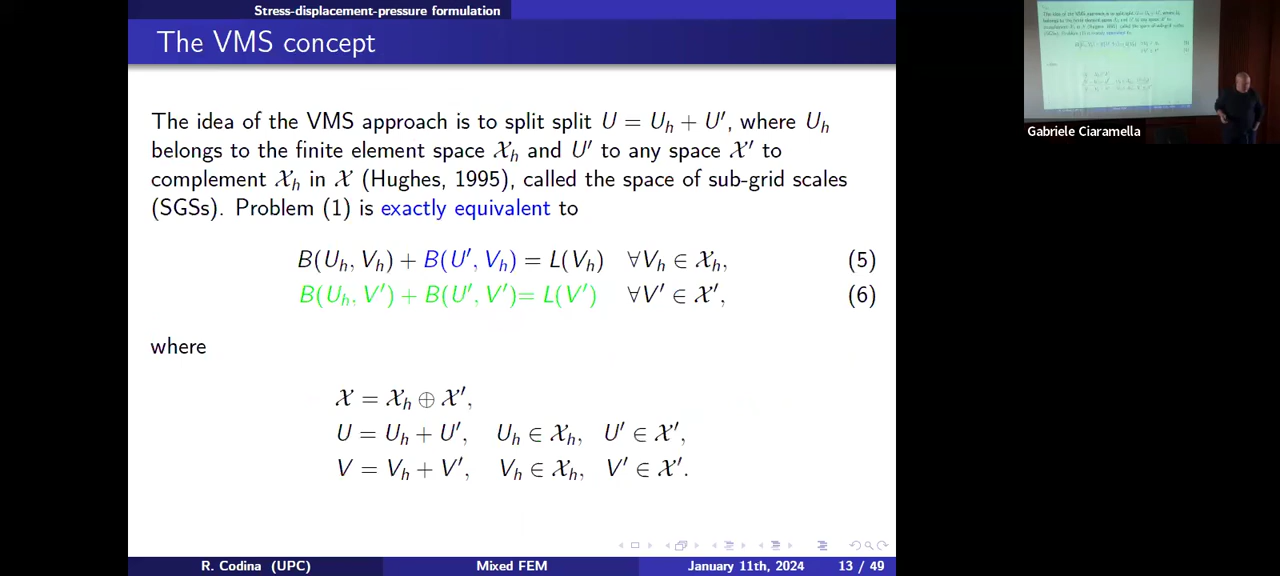 Stress-displacement-pressure formulation
The VMS concept
The idea of the VMS approach is to split split U = U_h + U′, where U_h
belongs to the finite element space 𝒳_h and U′ to any space 𝒳′ to
complement 𝒳_h in 𝒳 (Hughes, 1995), called the space of sub-grid scales
(SGSs). Problem (1) is exactly equivalent to
B(U_h, V_h) + B(U′, V_h) = L(V_h) ∀V_h ∈ 𝒳_h, (5)
B(U_h, V′) + B(U′, V′)= L(V′) ∀V′ ∈ 𝒳′, (6)
where
𝒳 = 𝒳_h ⊕ 𝒳′,
U = U_h + U′, U_h ∈ 𝒳_h, U′ ∈ 𝒳′,
V = V_h + V′, V_h ∈ 𝒳_h, V′ ∈ 𝒳′.
R. Codina (UPC) Mixed FEM January 11th, 2024 13 / 49
Gabriele Ciaramella